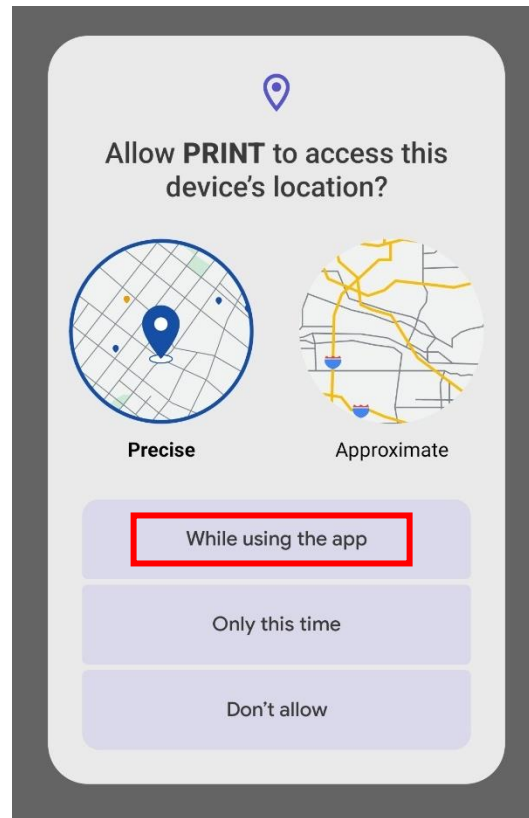 Allow PRINT to access this
device’s location?
Precise
Approximate
While using the app
Only this time
Don’t allow